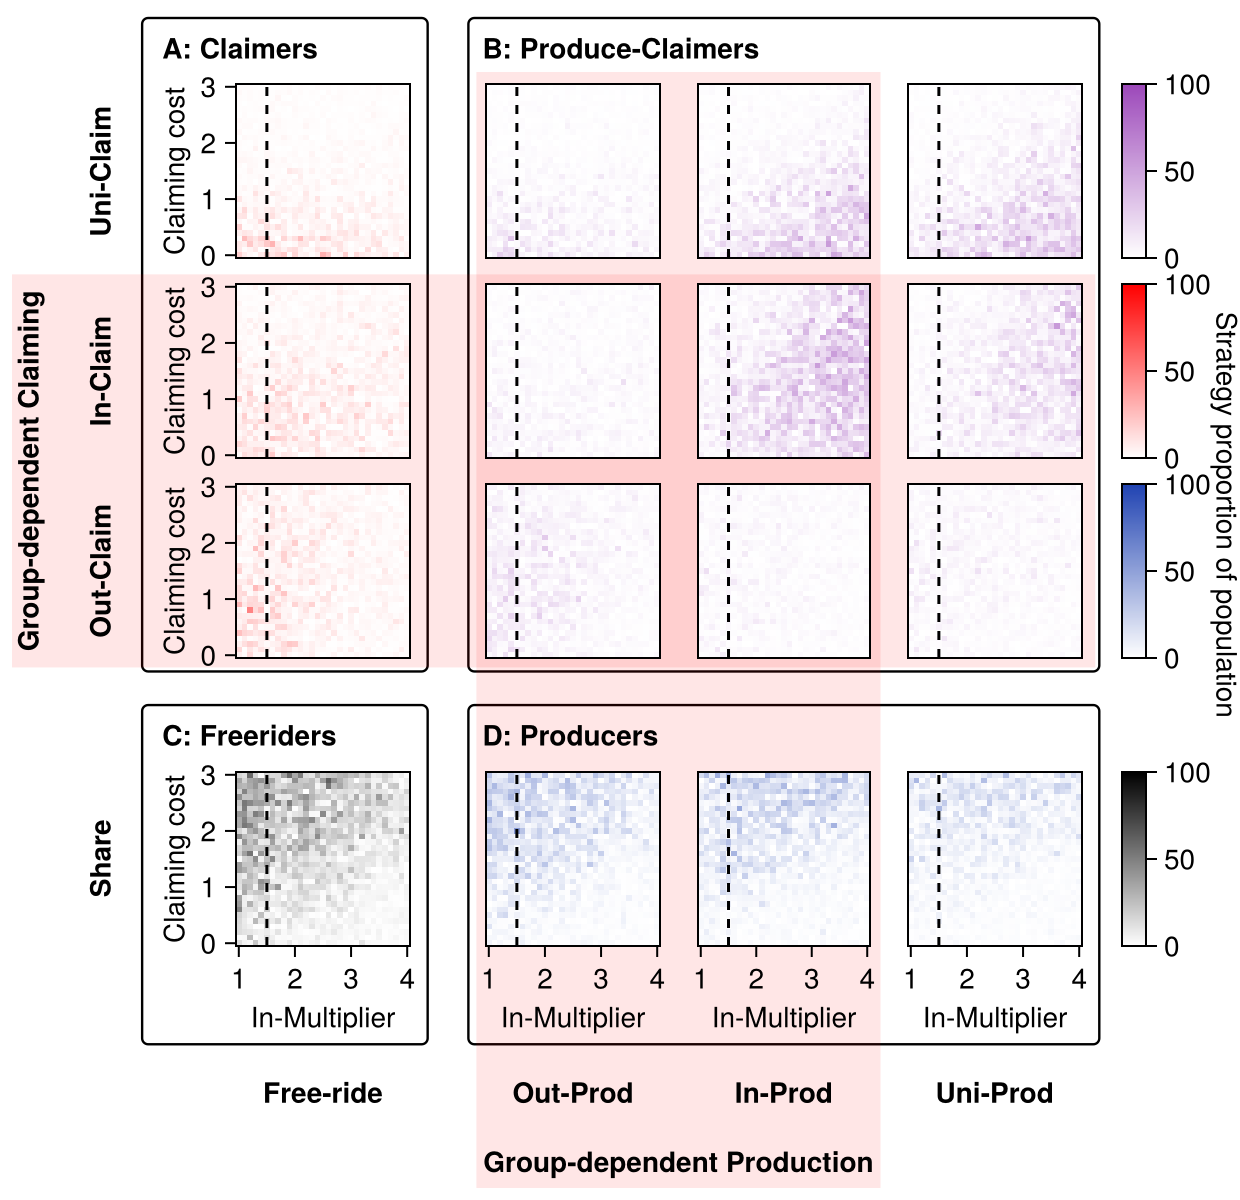 A: Claimers
B: Produce-Claimers
Uni-Claim
Claiming cost
3
2
1
0
100
50
0
Group-dependent Claiming
In-Claim
Claiming cost
3
2
1
0
100
50
0
Out-Claim
Claiming cost
3
2
1
0
100
50
0
Strategy proportion of population
C: Freeriders
D: Producers
Share
Claiming cost
3
2
1
0
100
50
0
1 2 3 4
1 2 3 4
1 2 3 4
1 2 3 4
In-Multiplier
In-Multiplier
In-Multiplier
In-Multiplier
Free-ride
Out-Prod
In-Prod
Uni-Prod
Group-dependent Production